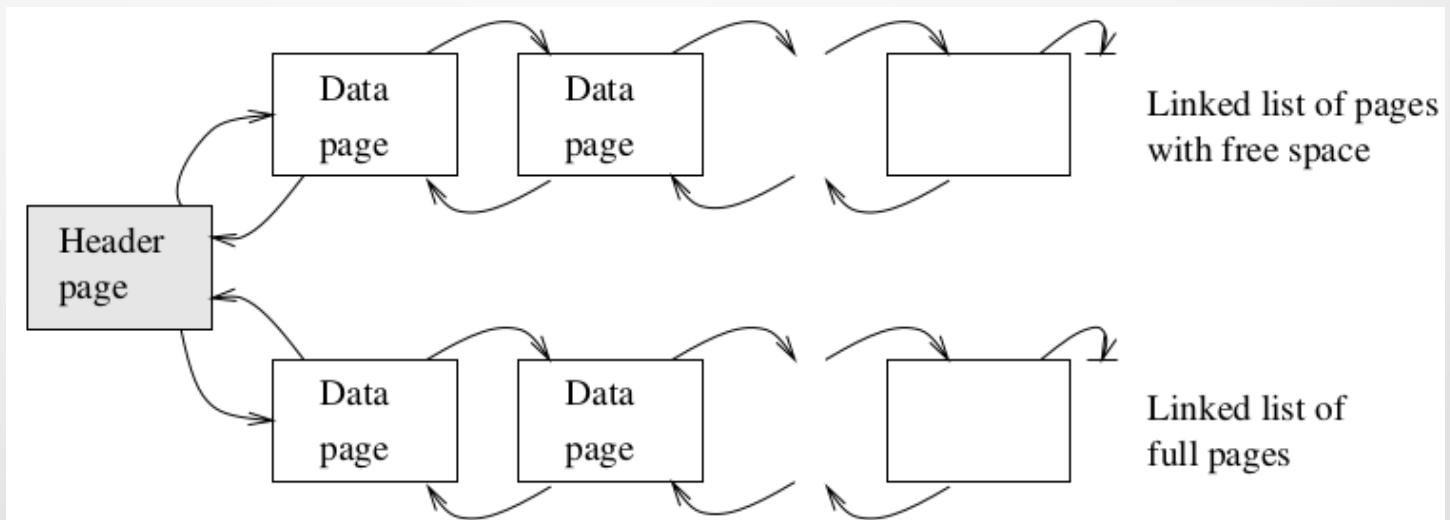 Data
page
Data
page
Linked list of pages
with free space
Header
page
Data
page
Data
page
Linked list of
full pages